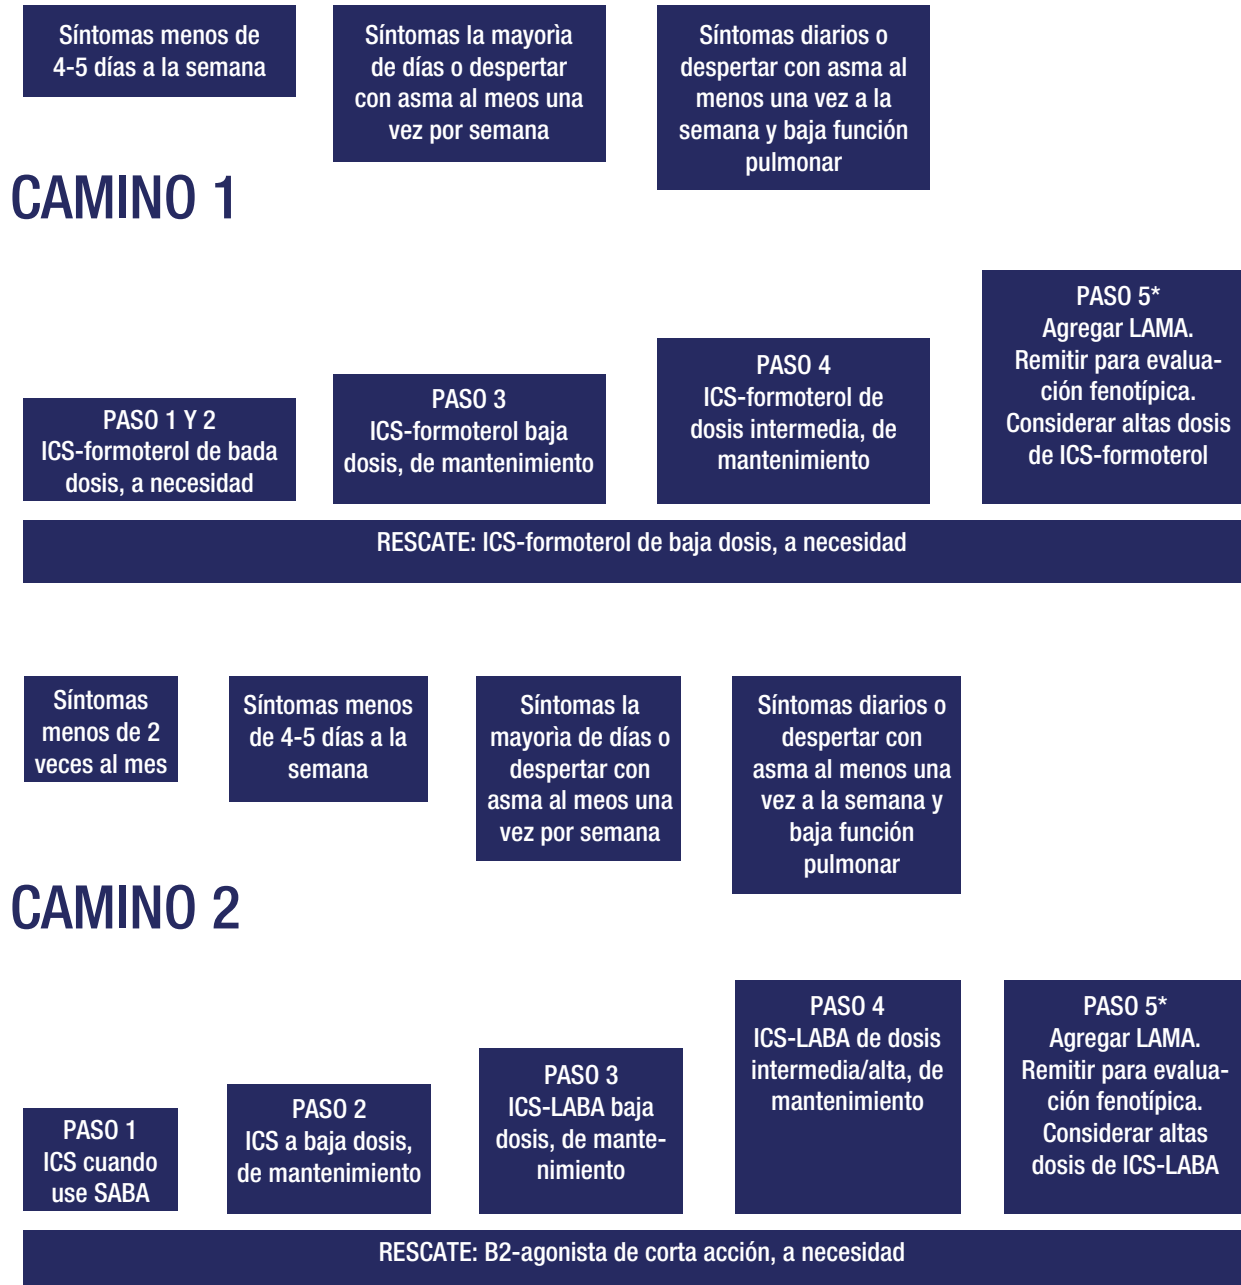 Síntomas menos de
4-5 días a la semana
Síntomas la mayorìa
de días o despertar
con asma al meos una
vez por semana
Síntomas diarios o
despertar con asma al
menos una vez a la
semana y baja función
pulmonar
CAMINO 1
PASO 1 Y 2
ICS-formoterol de bada
dosis, a necesidad
PASO 3
ICS-formoterol baja
dosis, de mantenimiento
PASO 4
ICS-formoterol de
dosis intermedia, de
mantenimiento
PASO 5*
Agregar LAMA.
Remitir para evalua-
ción fenotípica.
Considerar altas dosis
de ICS-formoterol
RESCATE: ICS-formoterol de baja dosis, a necesidad
Síntomas
menos de 2
veces al mes
Síntomas menos
de 4-5 días a la
semana
Síntomas la
mayorìa de días o
despertar con
asma al meos una
vez por semana
Síntomas diarios o
despertar con
asma al menos una
vez a la semana y
baja función
pulmonar
CAMINO 2
PASO 1
ICS cuando
use SABA
PASO 2
ICS a baja dosis,
de mantenimiento
PASO 3
ICS-LABA baja
dosis, de mante-
nimiento
PASO 4
ICS-LABA de dosis
intermedia/alta, de
mantenimiento
PASO 5*
Agregar LAMA.
Remitir para evalua-
ción fenotípica.
Considerar altas
dosis de ICS-LABA
RESCATE: B2-agonista de corta acción, a necesidad